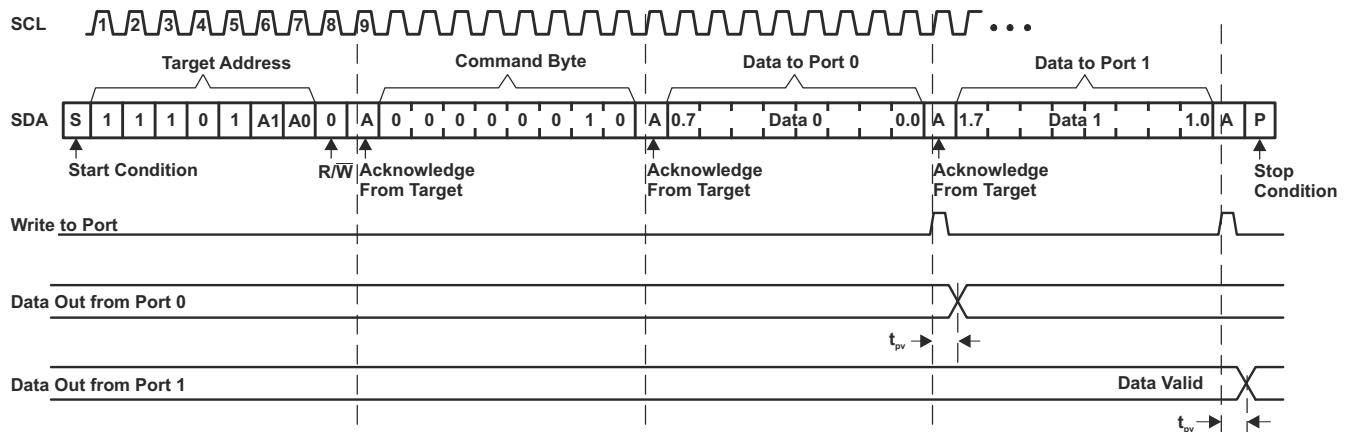 SCL 1 2 3 4 5 6 7 8 9
Target Address Command Byte Data to Port 0 Data to Port 1
SDA S 1 1 1 0 1 A1 A0 0 A 0 0 0 0 0 0 1 0 A 0.7 Data 0 0.0 A 1.7 Data 1 1.0 A P
Start Condition R/W Acknowledge From Target Acknowledge From Target Acknowledge From Target Stop Condition
Write to Port
Data Out from Port 0
tpv
Data Out from Port 1 Data Valid
tpv